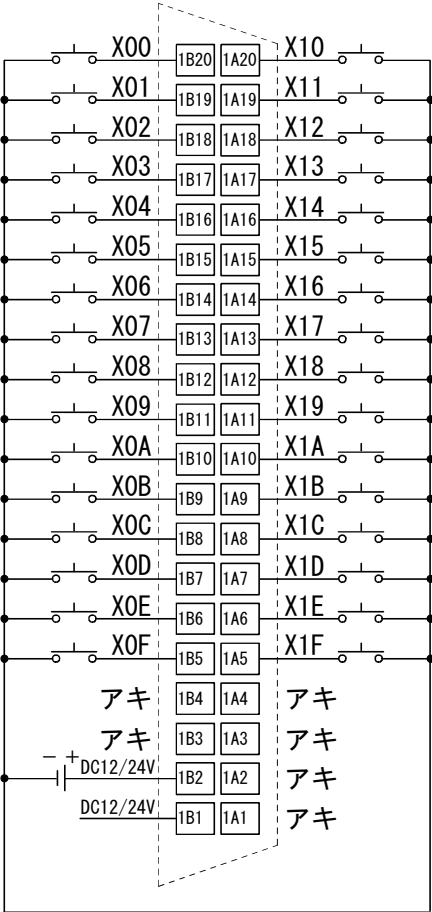 X00 1B20 1A20 X10
X01 1B19 1A19 X11
X02 1B18 1A18 X12
X03 1B17 1A17 X13
X04 1B16 1A16 X14
X05 1B15 1A15 X15
X06 1B14 1A14 X16
X07 1B13 1A13 X17
X08 1B12 1A12 X18
X09 1B11 1A11 X19
X0A 1B10 1A10 X1A
X0B 1B9 1A9 X1B
X0C 1B8 1A8 X1C
X0D 1B7 1A7 X1D
X0E 1B6 1A6 X1E
X0F 1B5 1A5 X1F
アキ 1B4 1A4 アキ
アキ 1B3 1A3 アキ
− + DC12/24V 1B2 1A2 アキ
DC12/24V 1B1 1A1 アキ